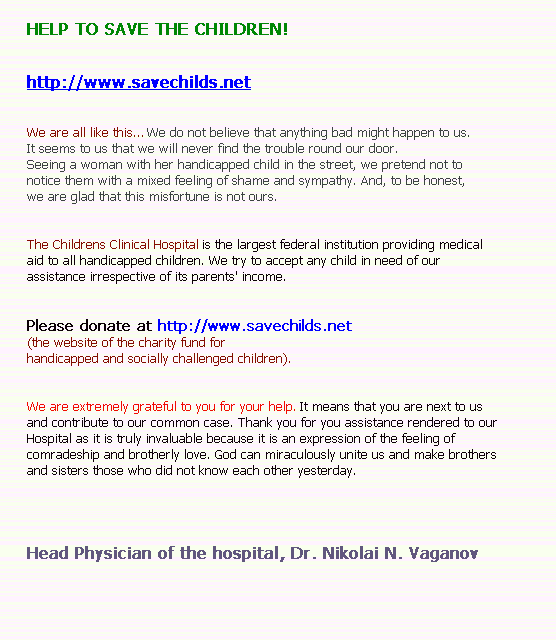 HELP TO SAVE THE CHILDREN!
http://www.savechilds.net
We are all like this... We do not believe that anything bad might happen to us.
It seems to us that we will never find the trouble round our door.
Seeing a woman with her handicapped child in the street, we pretend not to
notice them with a mixed feeling of shame and sympathy. And, to be honest,
we are glad that this misfortune is not ours.
The Childrens Clinical Hospital is the largest federal institution providing medical
aid to all handicapped children. We try to accept any child in need of our
assistance irrespective of its parents' income.
Please donate at http://www.savechilds.net
(the website of the charity fund for
handicapped and socially challenged children).
We are extremely grateful to you for your help. It means that you are next to us
and contribute to our common case. Thank you for you assistance rendered to our
Hospital as it is truly invaluable because it is an expression of the feeling of
comradeship and brotherly love. God can miraculously unite us and make brothers
and sisters those who did not know each other yesterday.
Head Physician of the hospital, Dr. Nikolai N. Vaganov